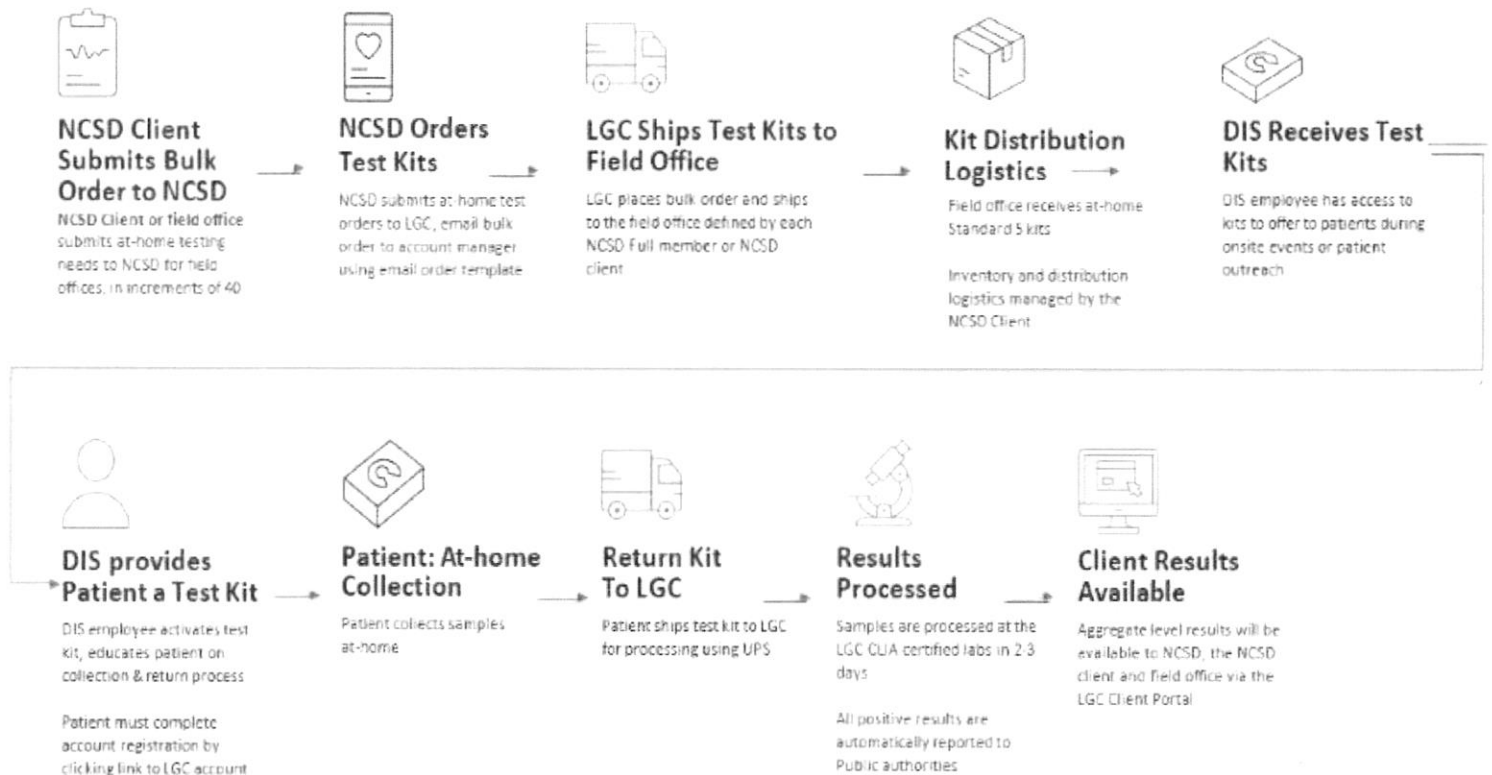 NCSD Client
Submits Bulk
Order to NCSD
NCSD Client or field office
submits at-home testing
needs to NCSD for field
offices, in increments of 40
NCSD Orders
Test Kits
NCSD submits at-home test
orders to LGC, email bulk
order to account manager
using email order template
LGC Ships Test Kits to
Field Office
LGC places bulk order and ships
to the field office defined by each
NCSD Full member or NCSD
client
Kit Distribution
Logistics
Field office receives at-home
Standard 5 kits
Inventory and distribution
logistics managed by the
NCSD Client
DIS Receives Test
Kits
DIS employee has access to
kits to offer to patients during
onsite events or patient
outreach
DIS provides
Patient a Test Kit
DIS employee activates test
kit, educates patient on
collection & return process
Patient must complete
account registration by
clicking link to LGC account
Patient: At-home
Collection
Patient collects samples
at-home
Return Kit
To LGC
Patient ships test kit to LGC
for processing using UPS
Results
Processed
Samples are processed at the
LGC CLIA certified labs in 2-3
days
All positive results are
automatically reported to
Public authorities
Client Results
Available
Aggregate level results will be
available to NCSD, the NCSD
client and field office via the
LGC Client Portal